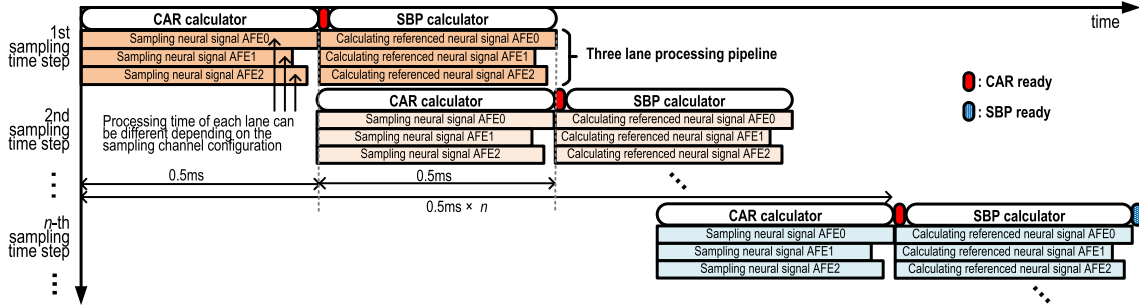 CAR calculator
SBP calculator
time
1st
sampling
time step
Sampling neural signal AFE0
Calculating referenced neural signal AFE0
Sampling neural signal AFE1
Calculating referenced neural signal AFE1
Sampling neural signal AFE2
Calculating referenced neural signal AFE2
Three lane processing pipeline
: CAR ready
: SBP ready
Processing time of each lane can
be different depending on the
sampling channel configuration
2nd
sampling
time step
CAR calculator
SBP calculator
Sampling neural signal AFE0
Calculating referenced neural signal AFE0
Sampling neural signal AFE1
Calculating referenced neural signal AFE1
Sampling neural signal AFE2
Calculating referenced neural signal AFE2
0.5ms
0.5ms
0.5ms × n
n-th
sampling
time step
CAR calculator
SBP calculator
Sampling neural signal AFE0
Calculating referenced neural signal AFE0
Sampling neural signal AFE1
Calculating referenced neural signal AFE1
Sampling neural signal AFE2
Calculating referenced neural signal AFE2